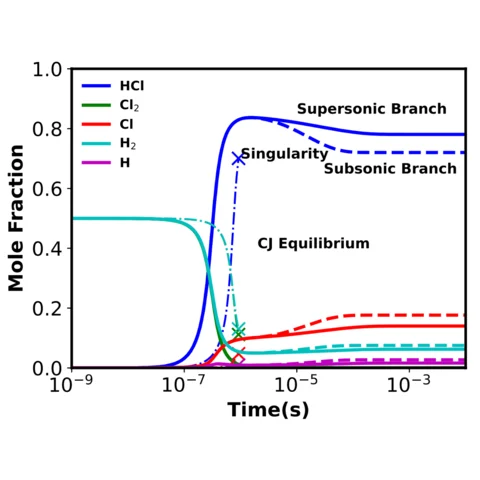 1.0
HCl
Cl₂
Cl
H₂
H
Supersonic Branch
0.8
Singularity
Subsonic Branch
0.6
CJ Equilibrium
0.4
0.2
0.0
10⁻⁹
10⁻⁷
10⁻⁵
10⁻³
Mole Fraction
Time(s)